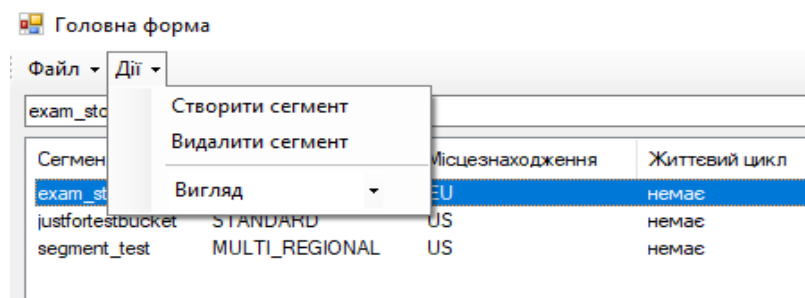 Головна форма
Файл Дії
exam_sto
Створити сегмент
Видалити сегмент
Вигляд
Сегмен Місцезнаходження Життєвий цикл
exam_st EU немає
justfortestbucket STANDARD US немає
segment_test MULTI_REGIONAL US немає